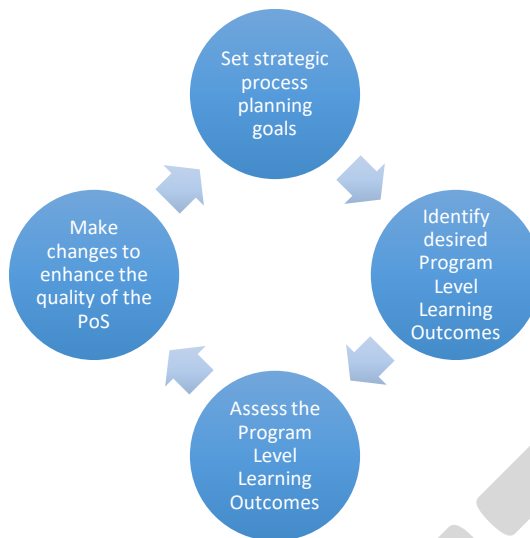 Set strategic
process
planning
goals
Identify
desired
Program
Level
Learning
Outcomes
Assess the
Program
Level
Learning
Outcomes
Make
changes to
enhance the
quality of the
PoS